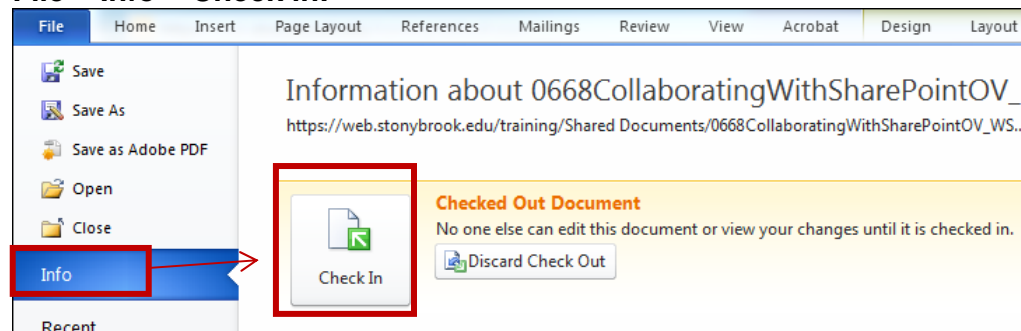 File Home Insert Page Layout References Mailings Review View Acrobat Design Layout
Save
Save As
Save as Adobe PDF
Open
Close
Info
Recent
Information about 0668CollaboratingWithSharePointOV_
https://web.stonybrook.edu/training/Shared Documents/0668CollaboratingWithSharePointOV_WS...
Check In
Checked Out Document
No one else can edit this document or view your changes until it is checked in.
Discard Check Out